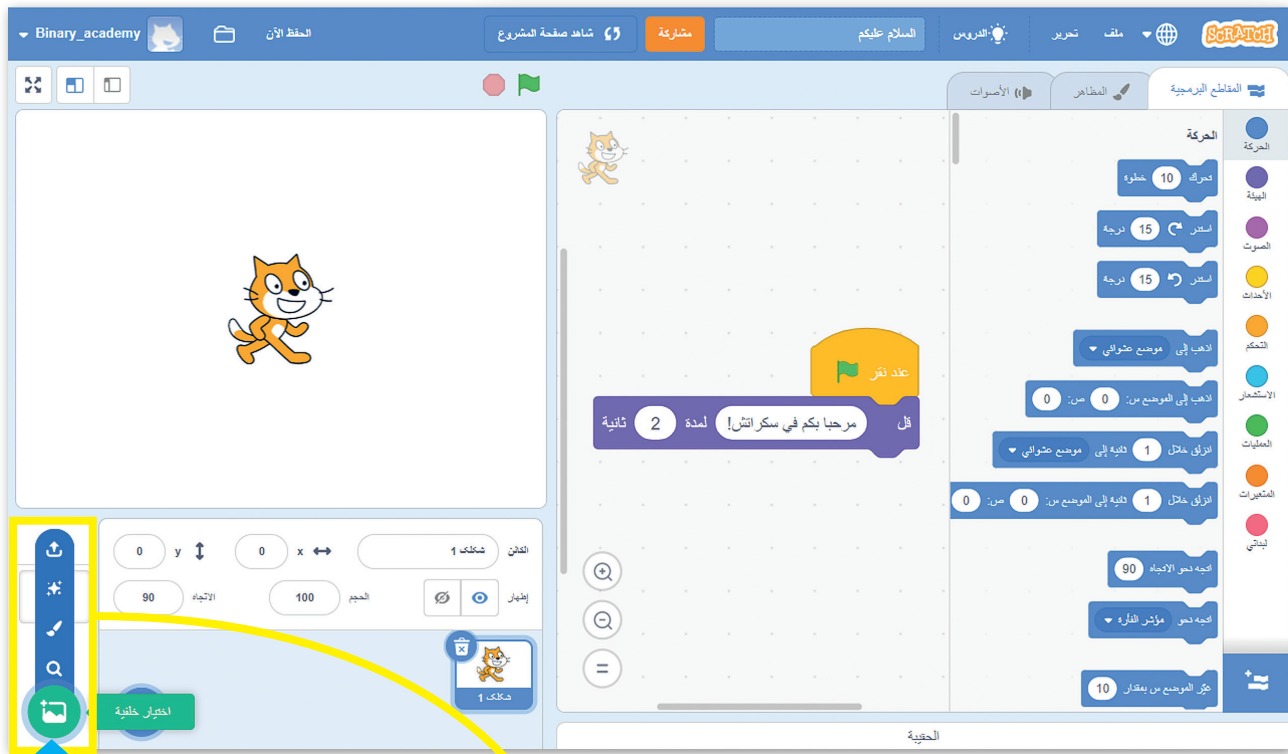 SCRATCH
ملف
تحرير
الدروس
السلام عليكم
مشاركة
شاهد صفحة المشروع
الحفظ الآن
Binary_academy
المقاطع البرمجية
المظاهر
الأصوات
الحركة
الهيئة
الصوت
الأحداث
التحكم
الاستشعار
العمليات
المتغيرات
لبناتي
الحركة
تحرك 10 خطوة
استدر 15 درجة
استدر 15 درجة
اذهب إلى موضع عشوائي
اذهب إلى الموضع س: 0 ص: 0
انزلق خلال 1 ثانية إلى موضع عشوائي
انزلق خلال 1 ثانية إلى الموضع س: 0 ص: 0
اتجه نحو الاتجاه 90
اتجه نحو مؤشر الفأرة
غيّر الموضع س بمقدار 10
عند نقر
قل مرحبا بكم في سكراتش! لمدة 2 ثانية
=
الكائن شكلك 1 x 0 y 0
إظهار الحجم 100 الاتجاه 90
شكلك 1
اختيار خلفية
الحقيبة